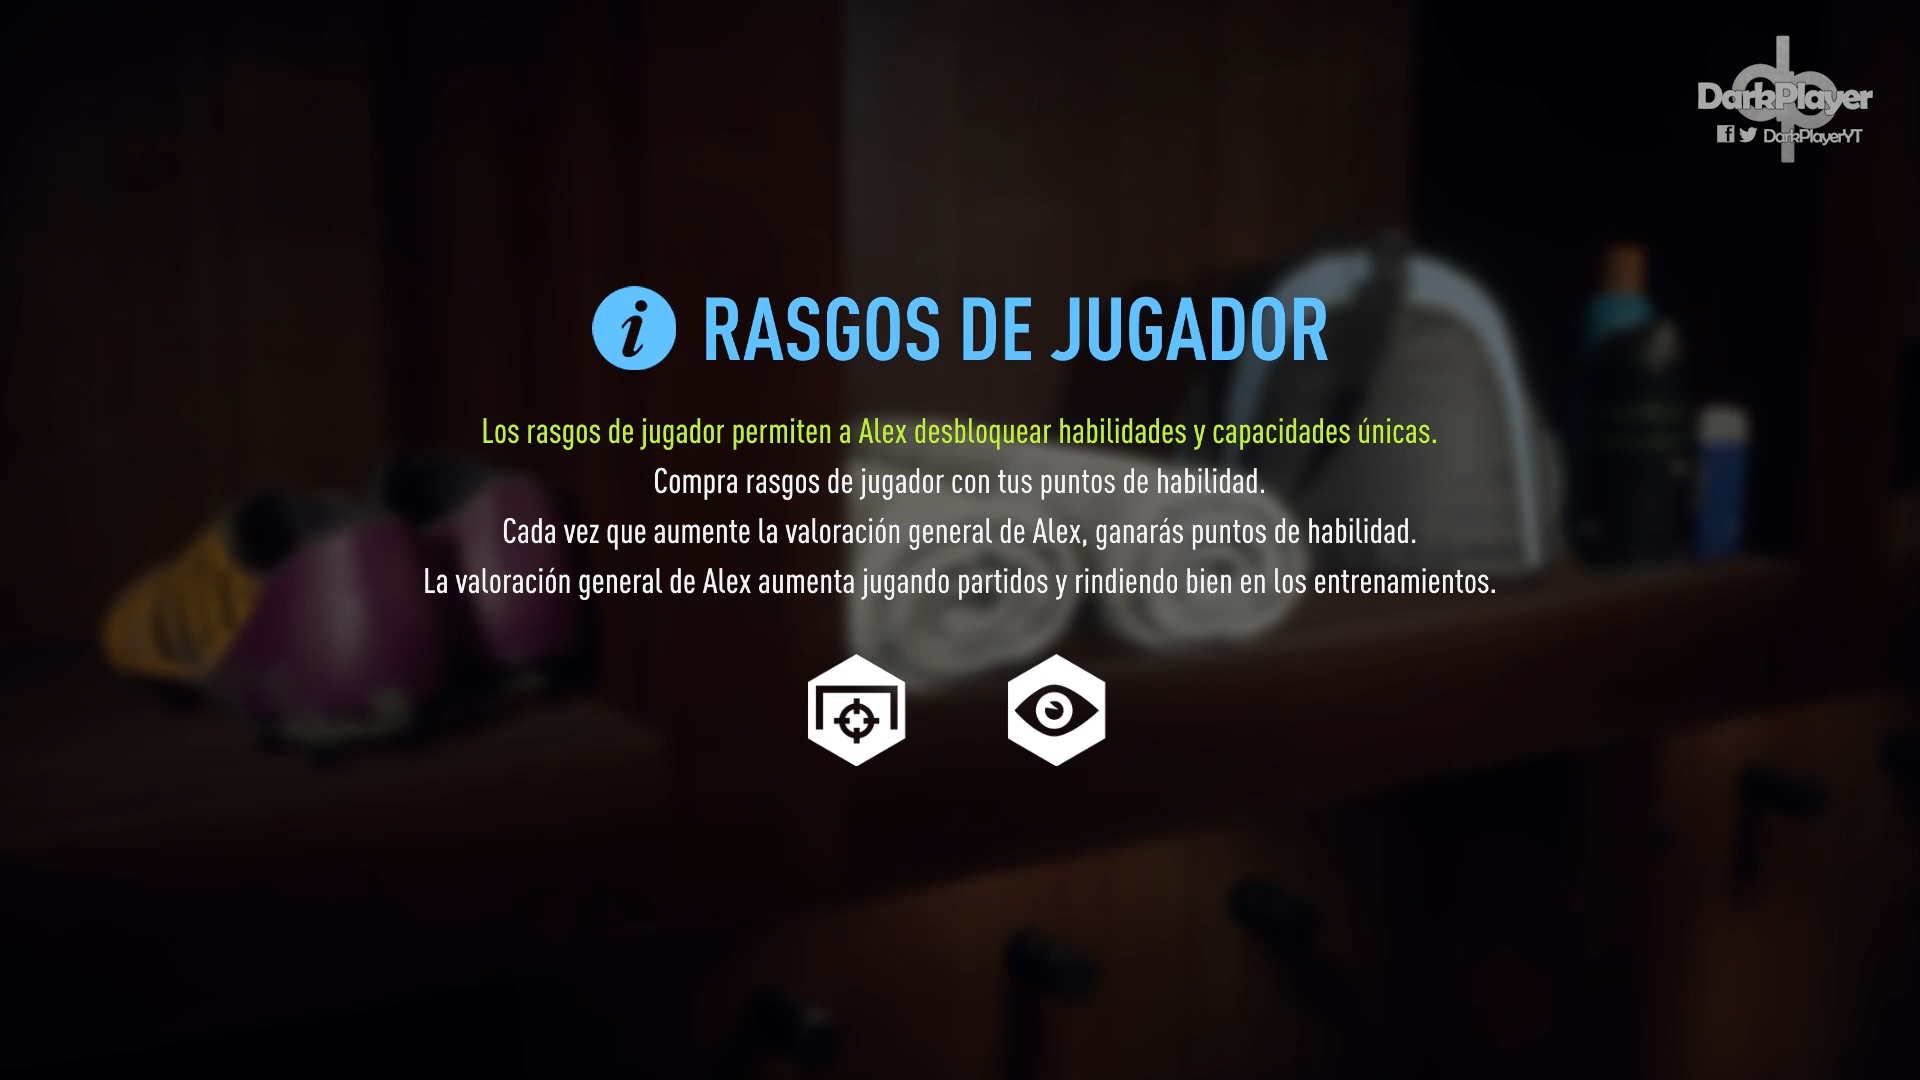 DarkPlayer
DarkPlayerYT
RASGOS DE JUGADOR
Los rasgos de jugador permiten a Alex desbloquear habilidades y capacidades únicas.
Compra rasgos de jugador con tus puntos de habilidad.
Cada vez que aumente la valoración general de Alex, ganarás puntos de habilidad.
La valoración general de Alex aumenta jugando partidos y rindiendo bien en los entrenamientos.